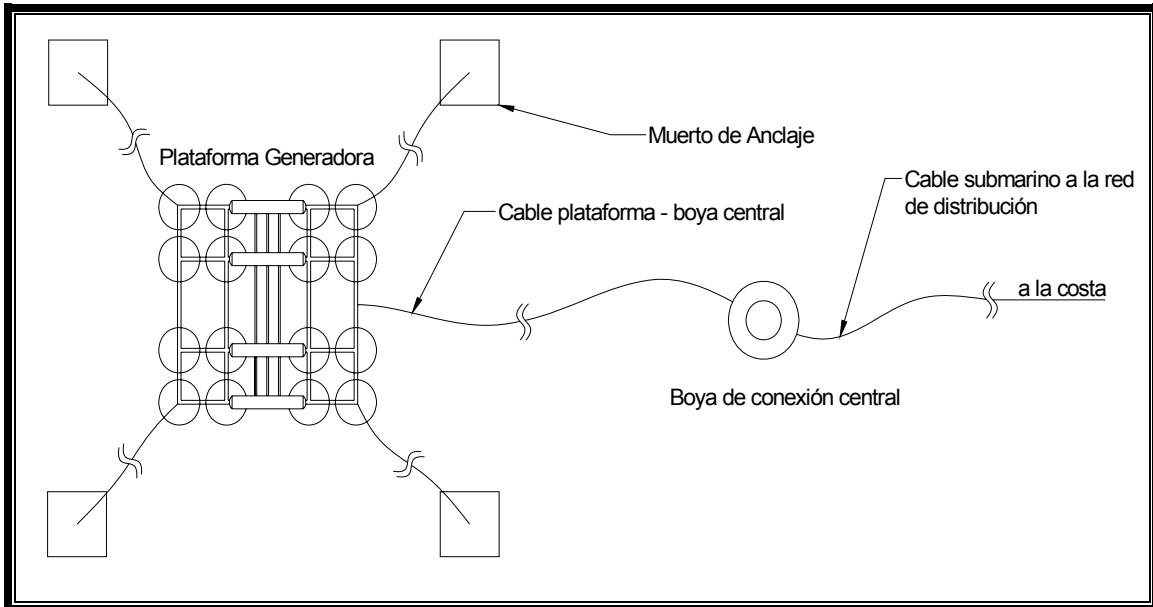 Muerto de Anclaje
Plataforma Generadora
Cable submarino a la red
de distribución
Cable plataforma - boya central
a la costa
Boya de conexión central